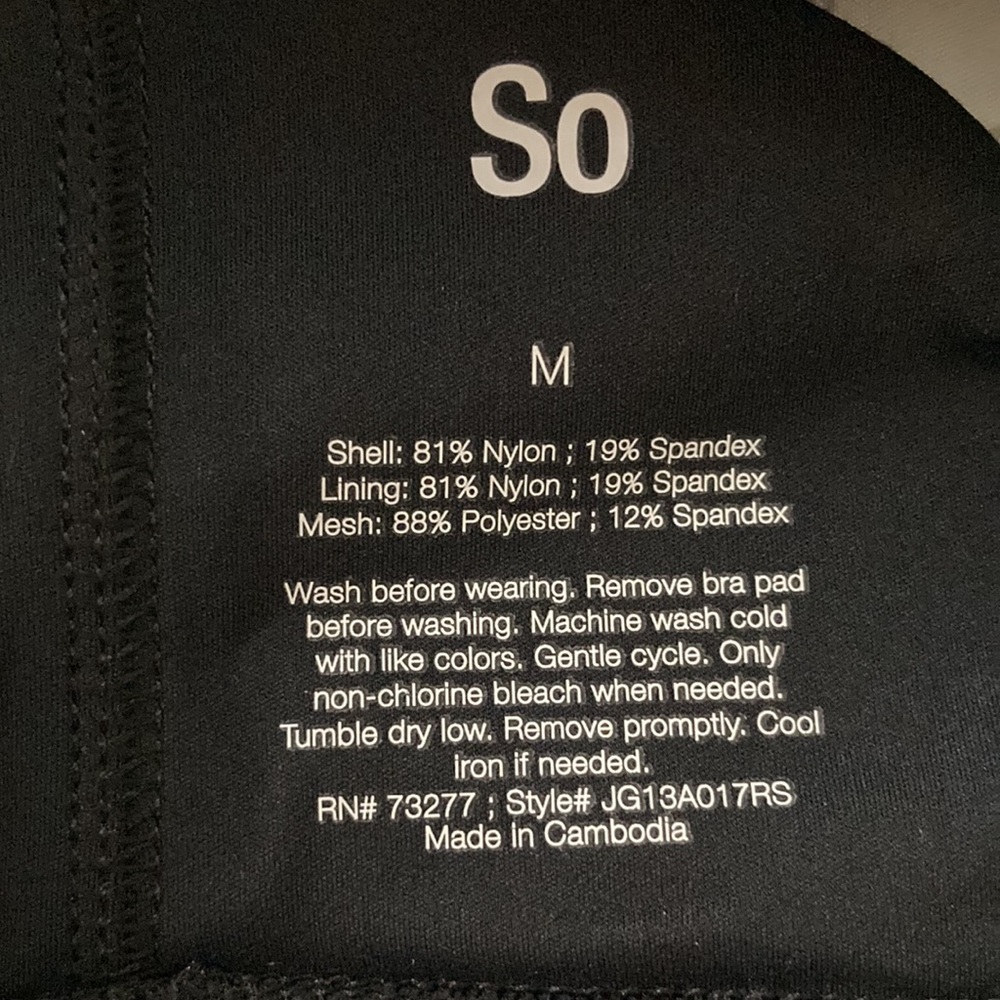 So
M
Shell: 81% Nylon ; 19% Spandex
Lining: 81% Nylon ; 19% Spandex
Mesh: 88% Polyester ; 12% Spandex
Wash before wearing. Remove bra pad
before washing. Machine wash cold
with like colors. Gentle cycle. Only
non-chlorine bleach when needed.
Tumble dry low. Remove promptly. Cool
iron if needed.
RN# 73277 ; Style# JG13A017RS
Made in Cambodia